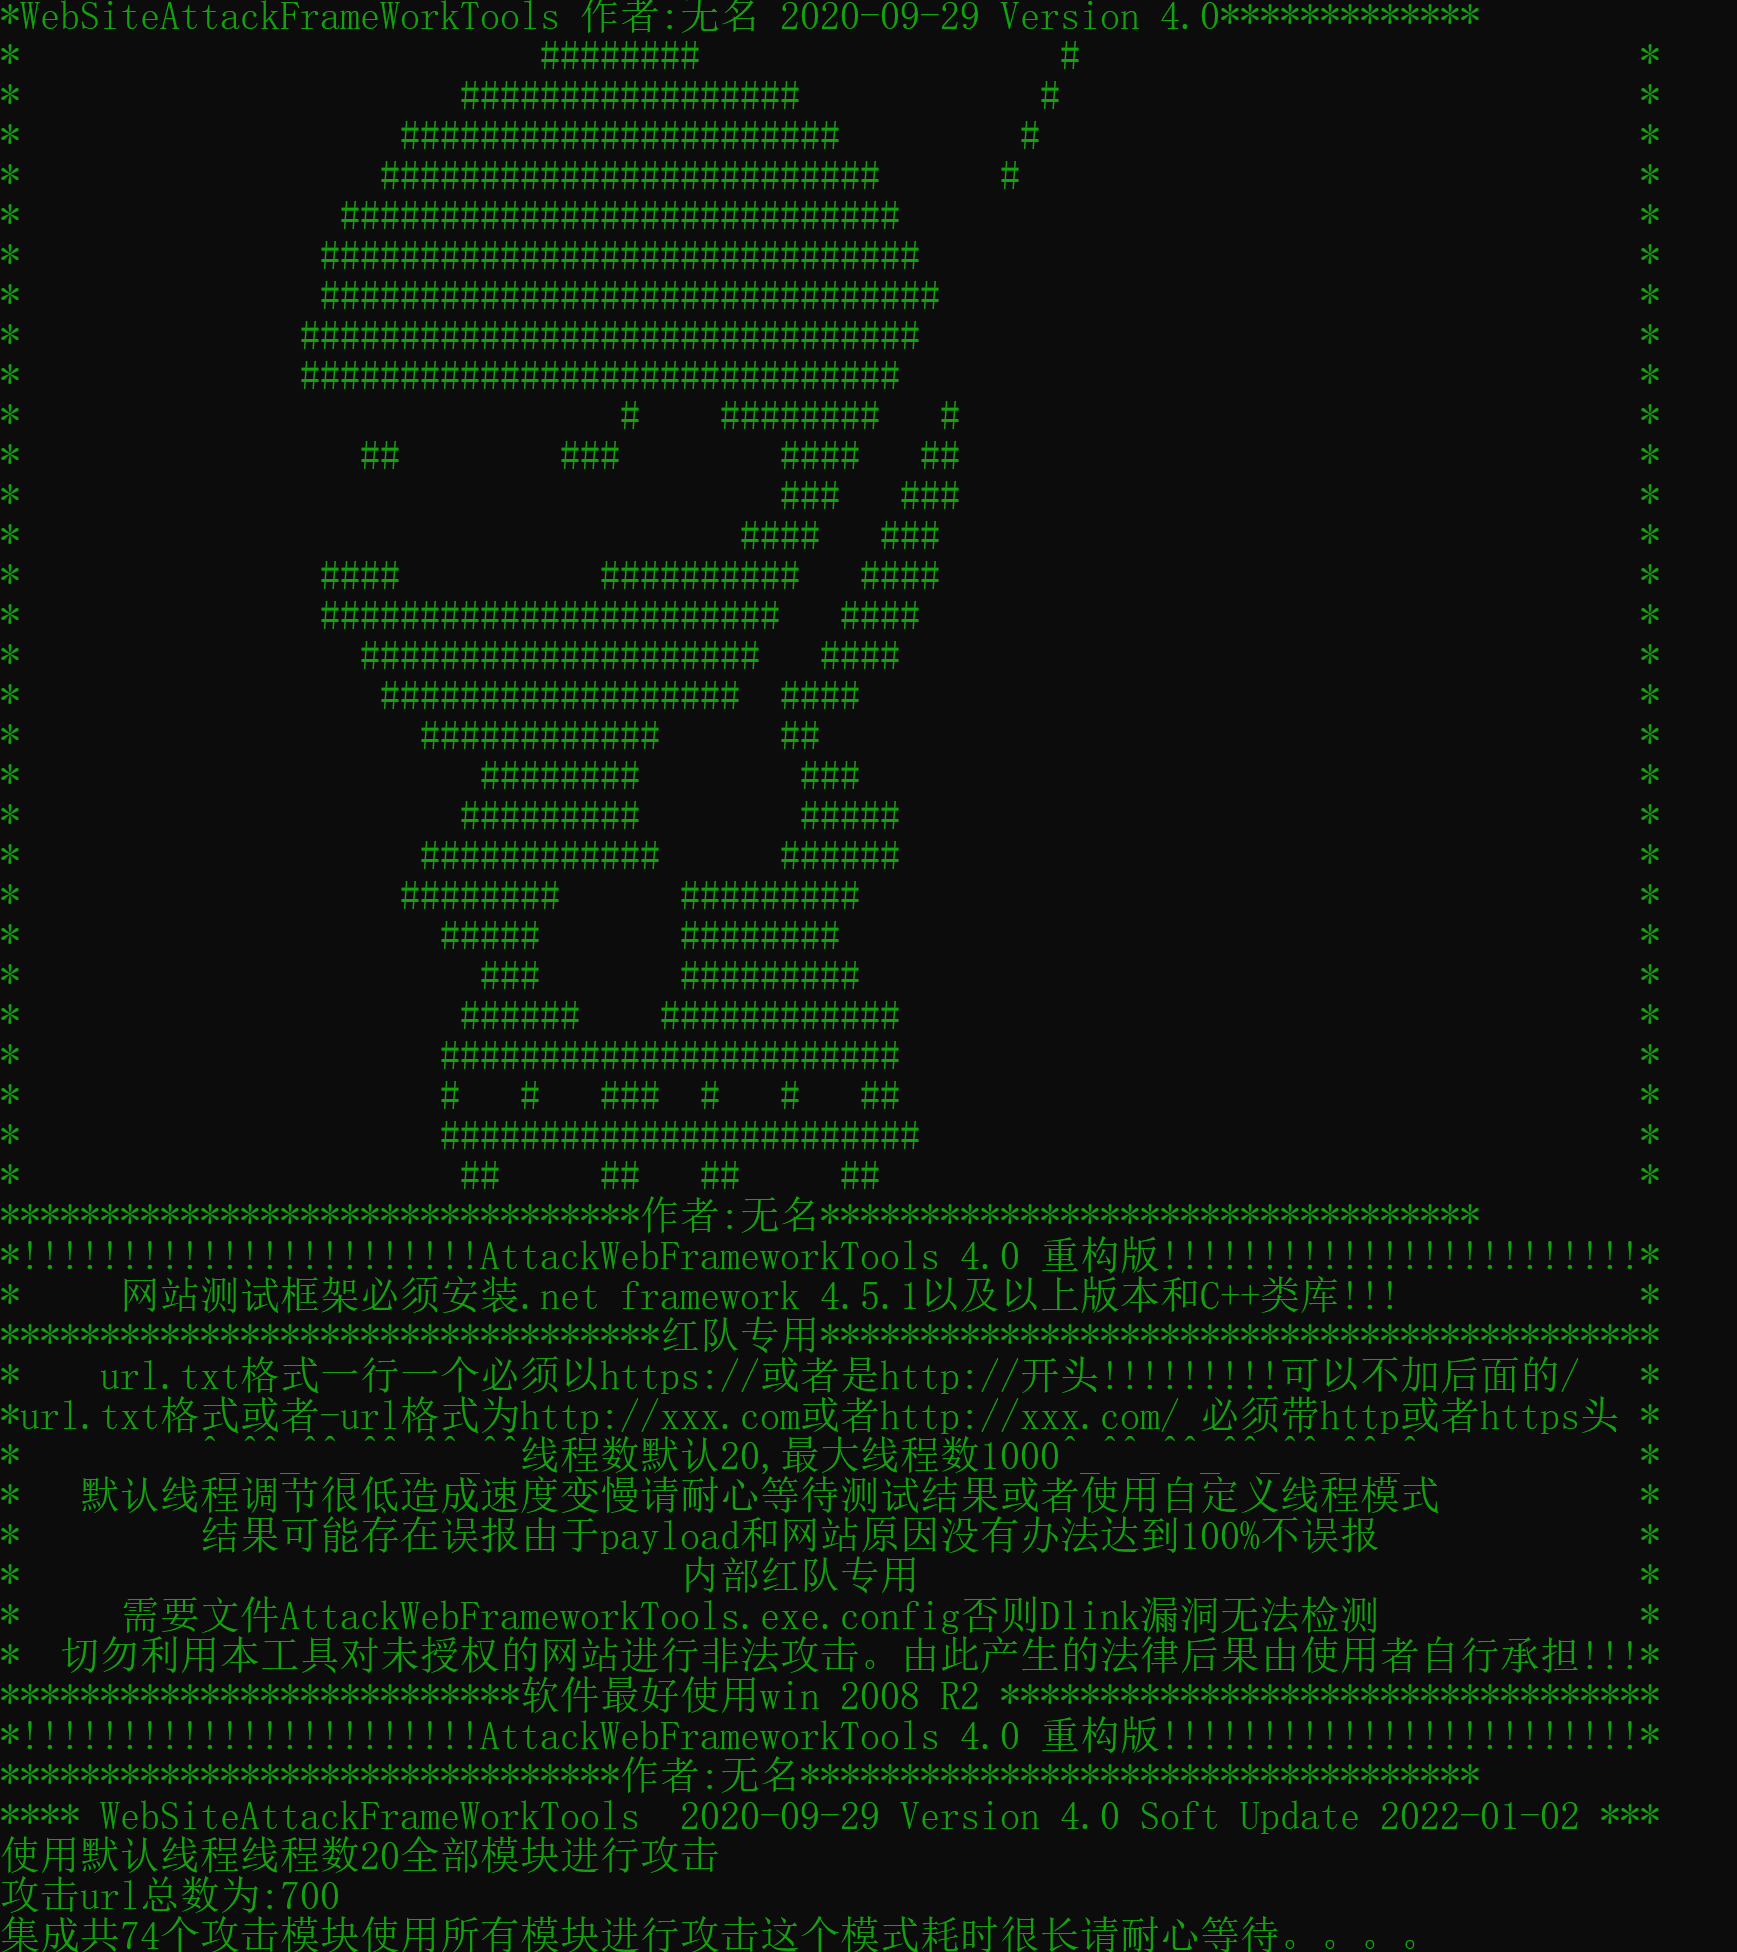 *WebSiteAttackFrameWorkTools 作者:无名 2020-09-29 Version 4.0*************
********************************作者:无名*********************************
*!!!!!!!!!!!!!!!!!!!!!!!AttackWebFrameworkTools 4.0 重构版!!!!!!!!!!!!!!!!!!!!!!!!*
* 网站测试框架必须安装.net framework 4.5.1以及以上版本和C++类库!!! *
*********************************红队专用******************************************
* url.txt格式一行一个必须以https://或者是http://开头!!!!!!!!!可以不加后面的/ *
*url.txt格式或者-url格式为http://xxx.com或者http://xxx.com/ 必须带http或者https头 *
* ^_^^_^^_^^_^^_^线程数默认20,最大线程数1000^_^^_^^_^^_^^_^^_^ *
* 默认线程调节很低造成速度变慢请耐心等待测试结果或者使用自定义线程模式 *
* 结果可能存在误报由于payload和网站原因没有办法达到100%不误报 *
* 内部红队专用 *
* 需要文件AttackWebFrameworkTools.exe.config否则Dlink漏洞无法检测 *
* 切勿利用本工具对未授权的网站进行非法攻击。由此产生的法律后果由使用者自行承担!!!*
**************************软件最好使用win 2008 R2 *********************************
*!!!!!!!!!!!!!!!!!!!!!!!AttackWebFrameworkTools 4.0 重构版!!!!!!!!!!!!!!!!!!!!!!!!*
*******************************作者:无名**********************************
**** WebSiteAttackFrameWorkTools  2020-09-29 Version 4.0 Soft Update 2022-01-02 ***
使用默认线程线程数20全部模块进行攻击
攻击url总数为:700
集成共74个攻击模块使用所有模块进行攻击这个模式耗时很长请耐心等待。。。。